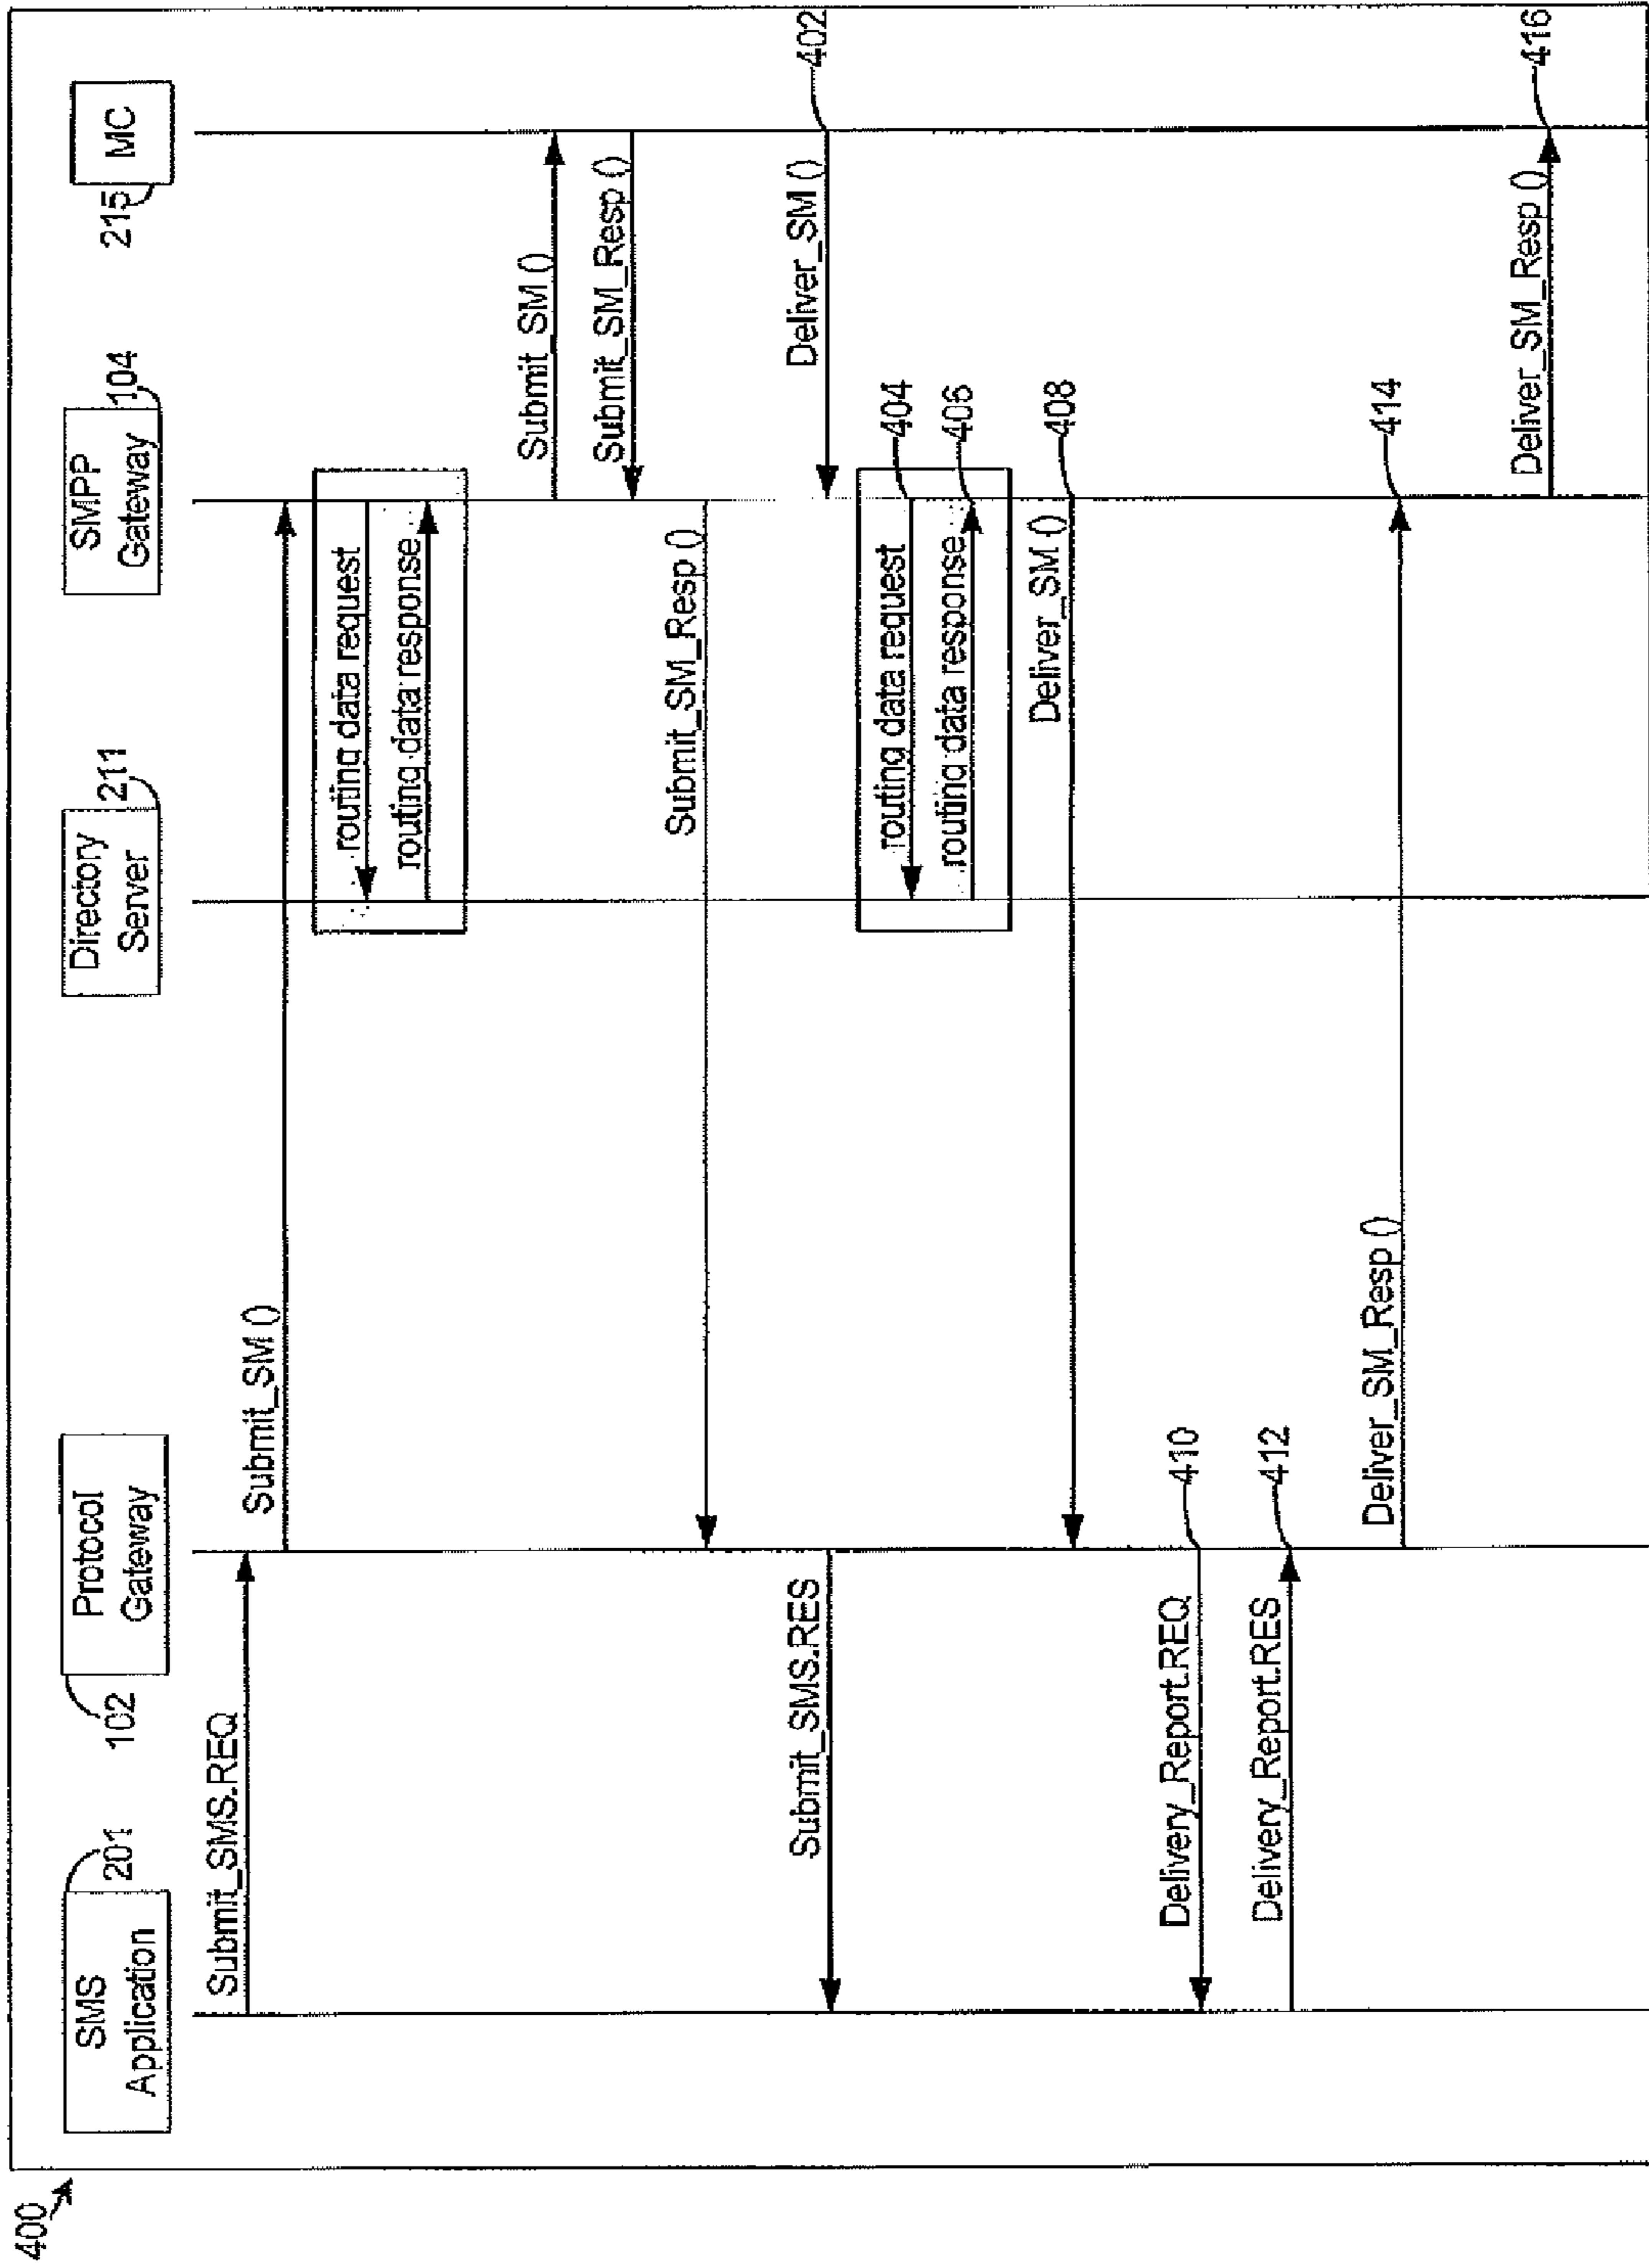 400
SMS
Application
201
Protocol
Gateway
102
Directory
Server
211
SMPP
Gateway
104
MC
215
Submit_SMS.REQ
Submit_SM ()
routing data request
routing data response
Submit_SM ()
Submit_SM_Resp ()
Submit_SM_Resp ()
Submit_SMS.RES
Deliver_SM ()
402
routing data request
404
routing data response
406
Deliver_SM ()
408
Delivery_Report.REQ
410
Delivery_Report.RES
412
Deliver_SM_Resp ()
414
Deliver_SM_Resp ()
416